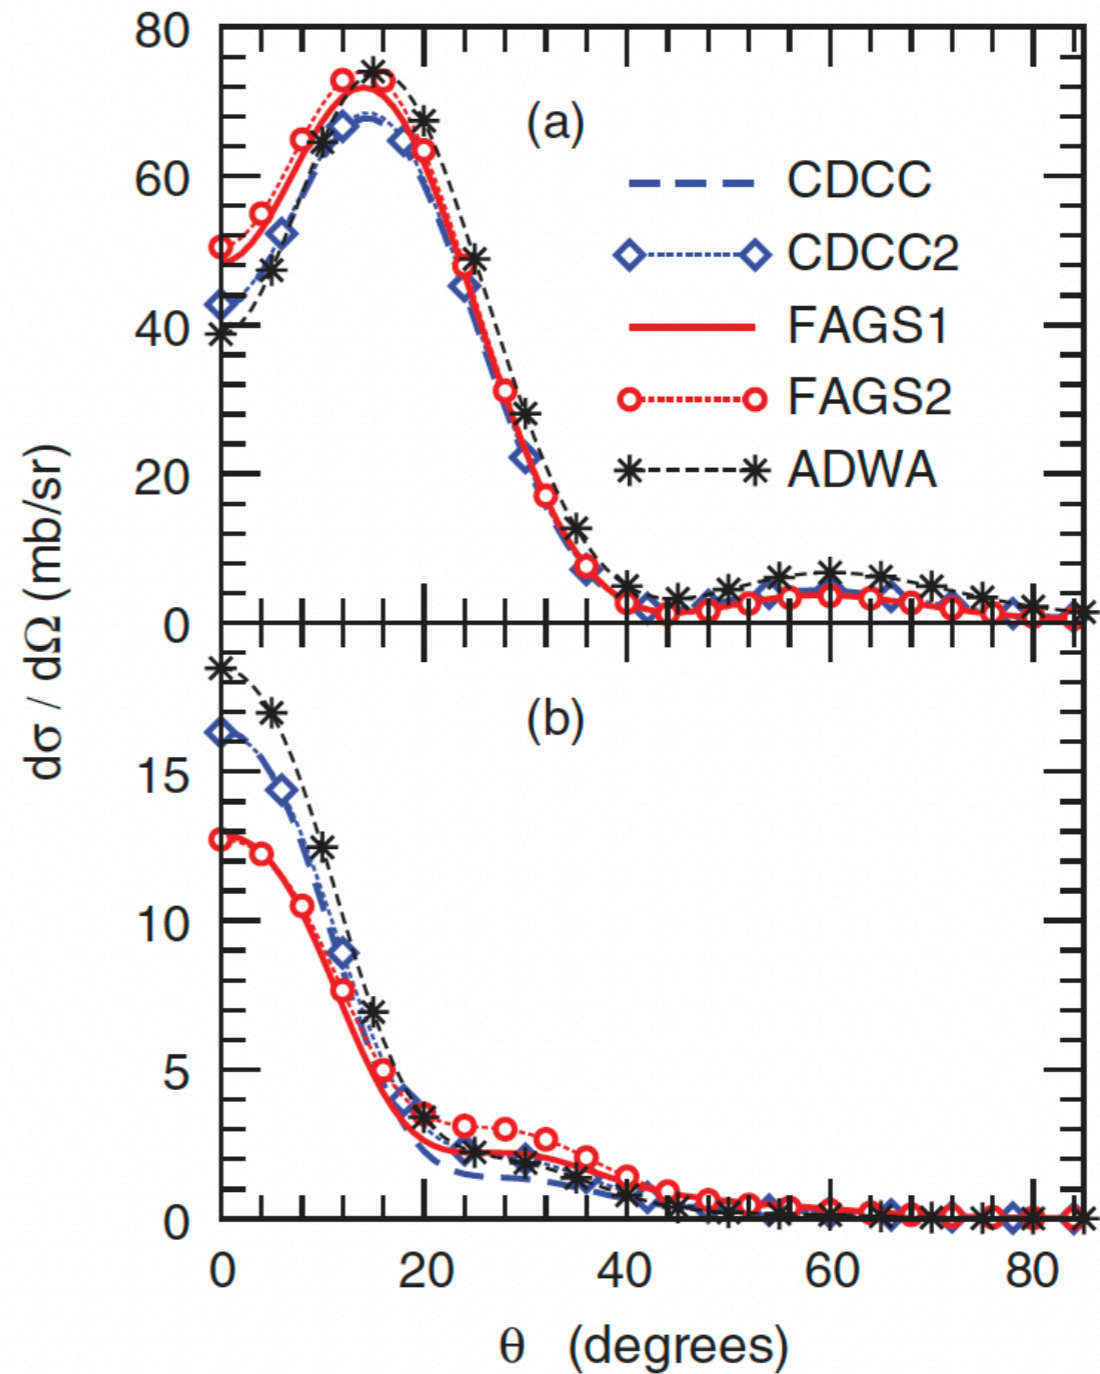 80
60
40
20
0
(a)
CDCC
CDCC2
FAGS1
FAGS2
ADWA
dσ / dΩ (mb/sr)
(b)
15
10
5
0
0 20 40 60 80
θ (degrees)